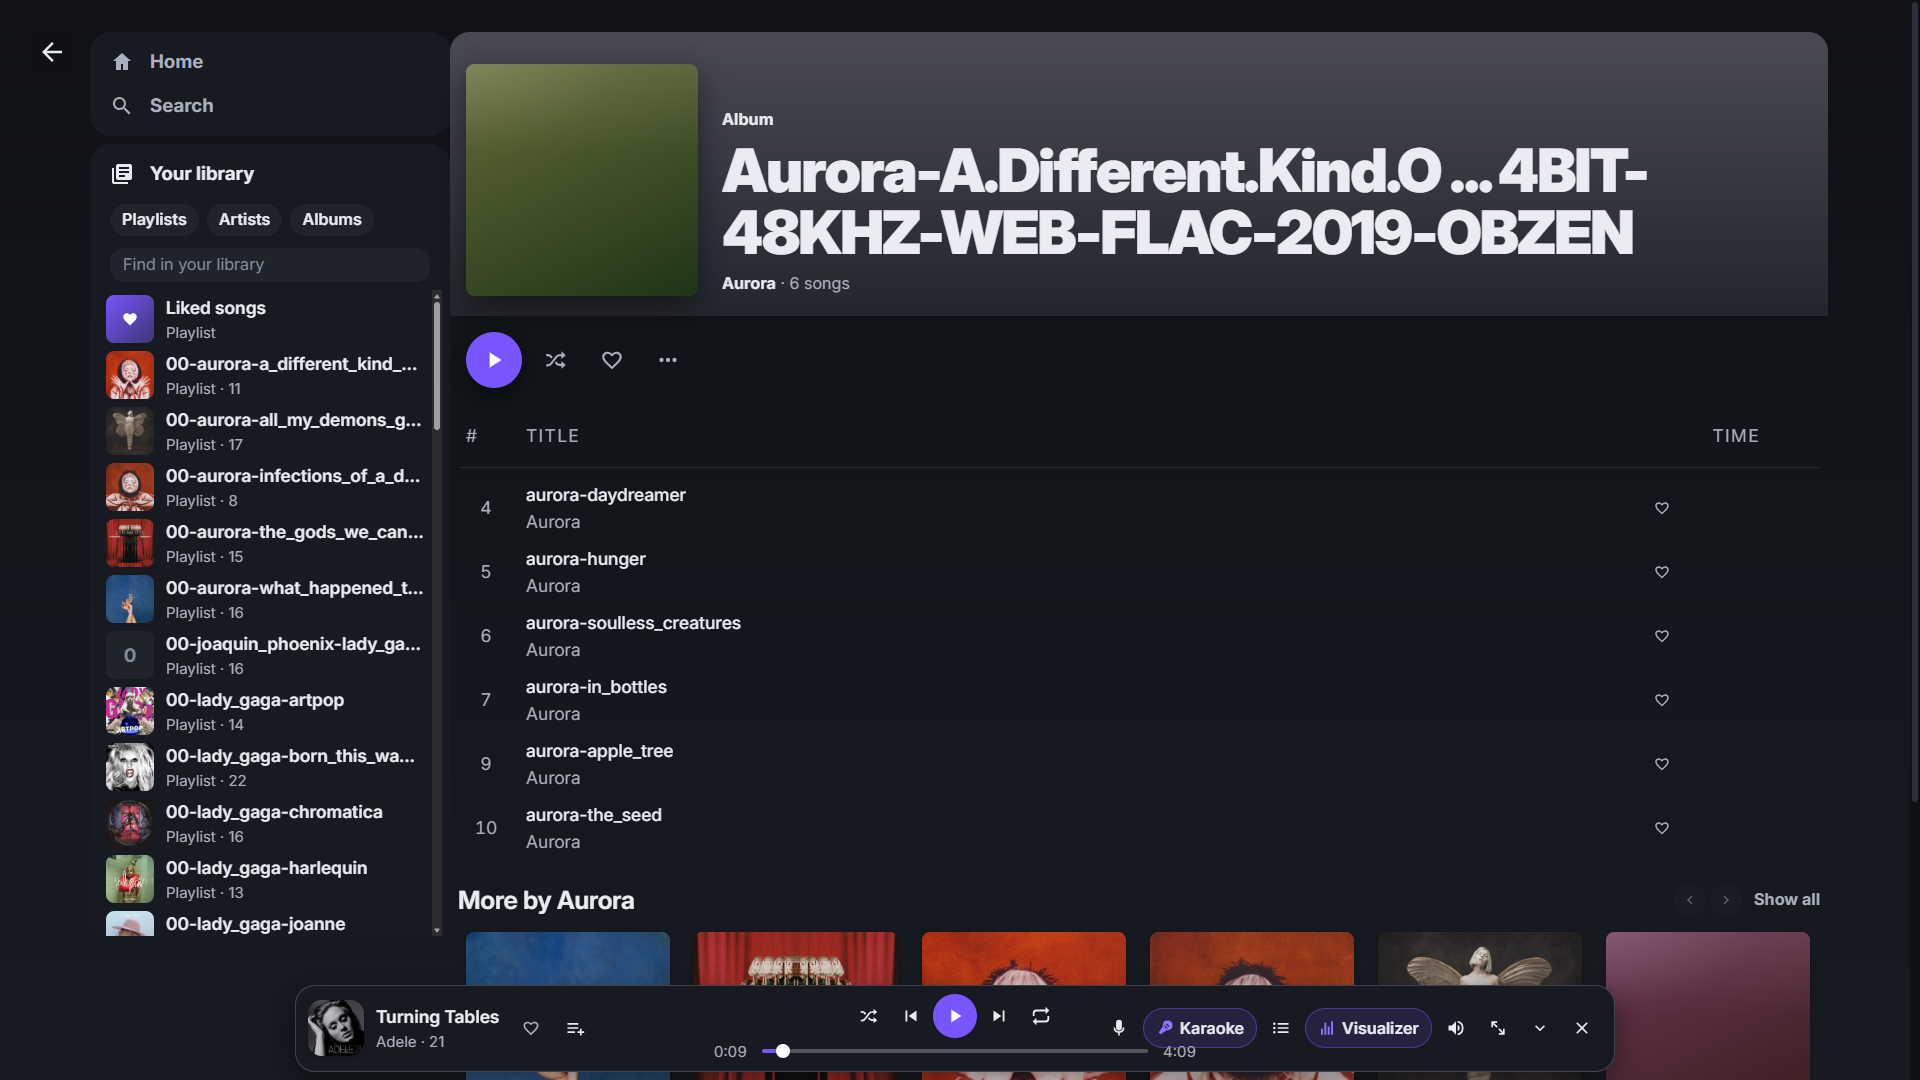 Home
Search
Your library
Playlists Artists Albums
Find in your library
Liked songs
Playlist
00-aurora-a_different_kind_...
Playlist · 11
00-aurora-all_my_demons_g...
Playlist · 17
00-aurora-infections_of_a_d...
Playlist · 8
00-aurora-the_gods_we_can...
Playlist · 15
00-aurora-what_happened_t...
Playlist · 16
0
00-joaquin_phoenix-lady_ga...
Playlist · 16
00-lady_gaga-artpop
Playlist · 14
00-lady_gaga-born_this_wa...
Playlist · 22
00-lady_gaga-chromatica
Playlist · 16
00-lady_gaga-harlequin
Playlist · 13
00-lady_gaga-joanne
Album
Aurora-A.Different.Kind.O ... 4BIT-
48KHZ-WEB-FLAC-2019-OBZEN
Aurora · 6 songs
# TITLE TIME
4 aurora-daydreamer
Aurora
5 aurora-hunger
Aurora
6 aurora-soulless_creatures
Aurora
7 aurora-in_bottles
Aurora
9 aurora-apple_tree
Aurora
10 aurora-the_seed
Aurora
More by Aurora
Show all
Turning Tables
Adele · 21
ADELE 21
0:09 4:09
Karaoke
Visualizer